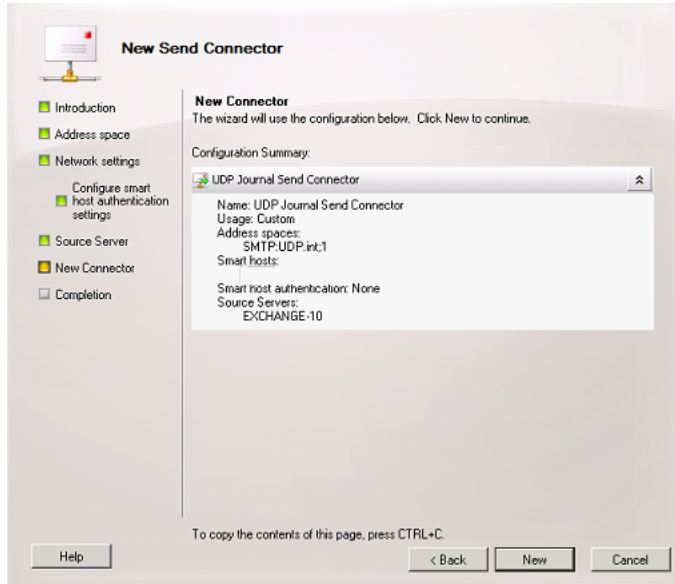 New Send Connector
Introduction
Address space
Network settings
Configure smart
host authentication
settings
Source Server
New Connector
Completion
New Connector
The wizard will use the configuration below. Click New to continue.
Configuration Summary:
UDP Journal Send Connector
Name: UDP Journal Send Connector
Usage: Custom
Address spaces:
SMTP:UDP.int;1
Smart hosts:
Smart host authentication: None
Source Servers:
EXCHANGE-10
To copy the contents of this page, press CTRL+C.
Help
< Back
New
Cancel